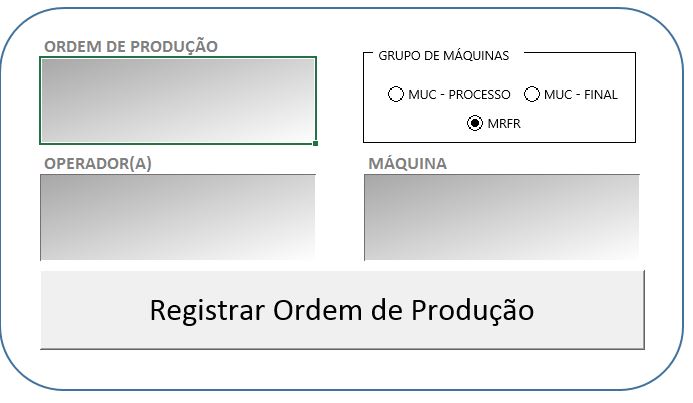 ORDEM DE PRODUÇÃO
GRUPO DE MÁQUINAS
MUC - PROCESSO
MUC - FINAL
MRFR
OPERADOR(A)
MÁQUINA
Registrar Ordem de Produção